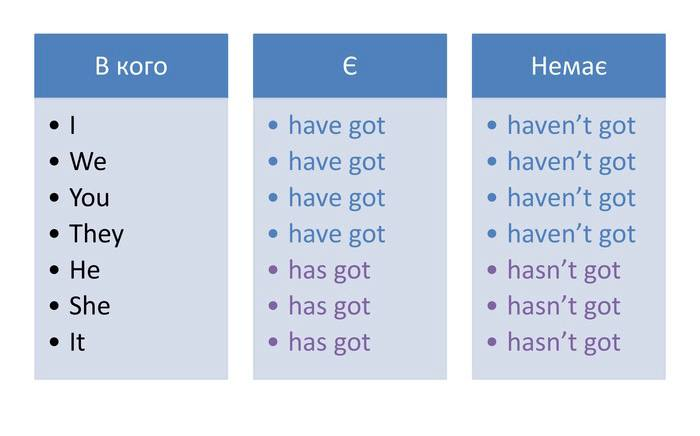 В кого
• I
• We
• You
• They
• He
• She
• It
Є
• have got
• have got
• have got
• have got
• has got
• has got
• has got
Немає
• haven’t got
• haven’t got
• haven’t got
• haven’t got
• hasn’t got
• hasn’t got
• hasn’t got